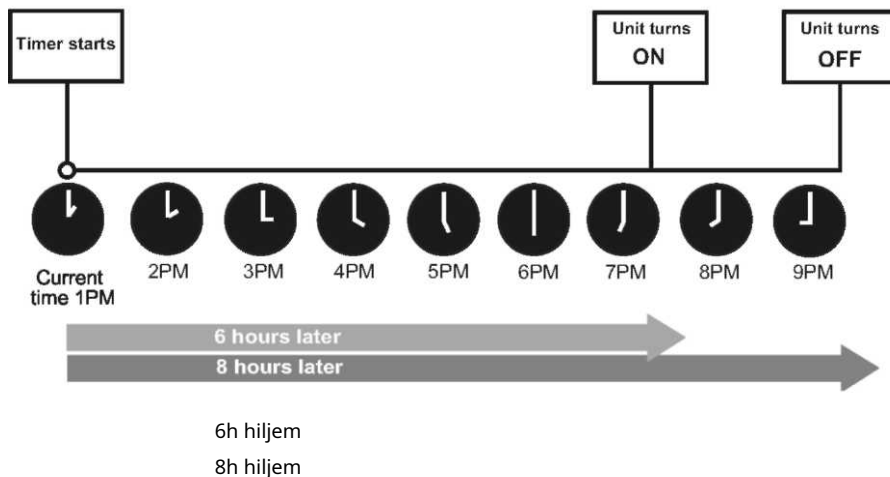 Timer starts
Unit turns
ON
Unit turns
OFF
Current
time 1PM
2PM
3PM
4PM
5PM
6PM
7PM
8PM
9PM
6 hours later
8 hours later
6h hiljem
8h hiljem